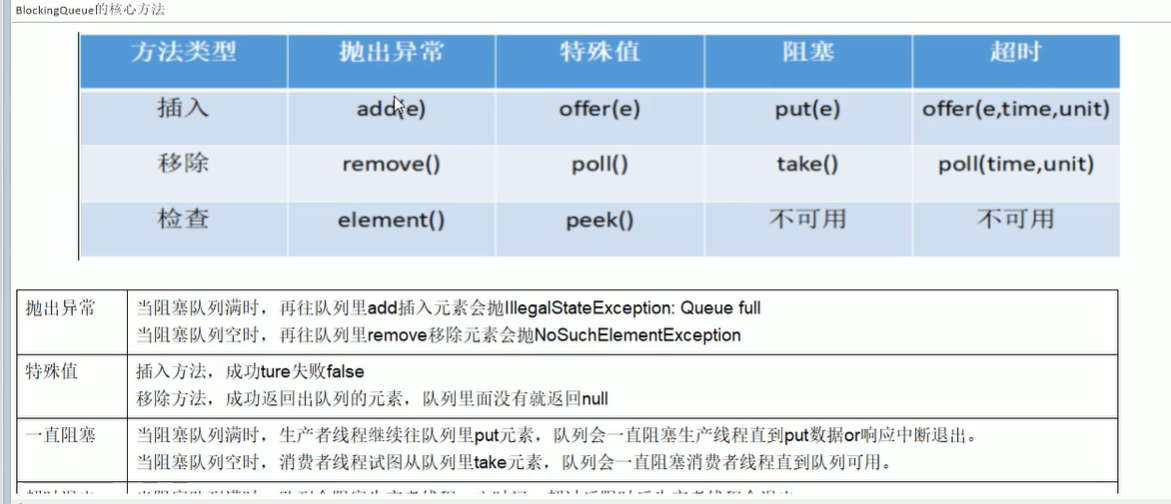 BlockingQueue的核心方法
方法类型 抛出异常 特殊值 阻塞 超时
插入 add(e) offer(e) put(e) offer(e,time,unit)
移除 remove() poll() take() poll(time,unit)
检查 element() peek() 不可用 不可用
抛出异常 当阻塞队列满时，再往队列里add插入元素会抛IllegalStateException: Queue full
当阻塞队列空时，再往队列里remove移除元素会抛NoSuchElementException
特殊值 插入方法，成功ture失败false
移除方法，成功返回出队列的元素，队列里面没有就返回null
一直阻塞 当阻塞队列满时，生产者线程继续往队列里put元素，队列会一直阻塞生产线程直到put数据or响应中断退出。
当阻塞队列空时，消费者线程试图从队列里take元素，队列会一直阻塞消费者线程直到队列可用。